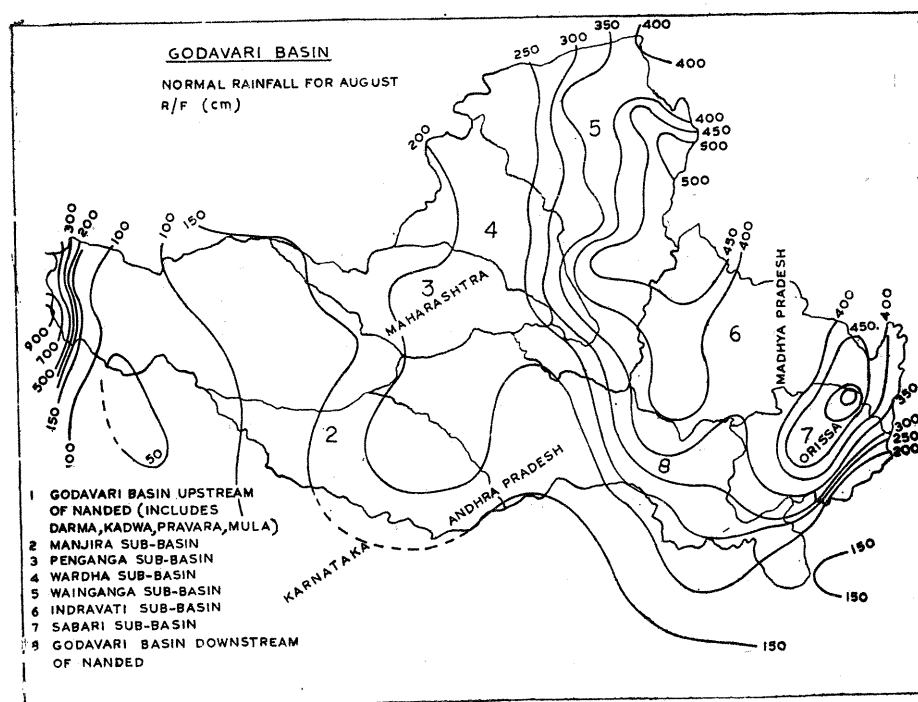 GODAVARI BASIN
NORMAL RAINFALL FOR AUGUST
R/F (cm)
250
300
350
400
400
5
400
450
500
500
200
4
300
200
100
100
150
3
MAHARASHTRA
450
400
6
MADHYA PRADESH
400
450.
400
900
700
500
150
100
50
2
7
ORISSA
350
300
250
200
8
ANDHRA PRADESH
KARNATAKA
150
150
150
1 GODAVARI BASIN UPSTREAM
OF NANDED (INCLUDES
DARMA, KADWA, PRAVARA, MULA)
2 MANJIRA SUB-BASIN
3 PENGANGA SUB-BASIN
4 WARDHA SUB-BASIN
5 WAINGANGA SUB-BASIN
6 INDRAVATI SUB-BASIN
7 SABARI SUB-BASIN
8 GODAVARI BASIN DOWNSTREAM
OF NANDED